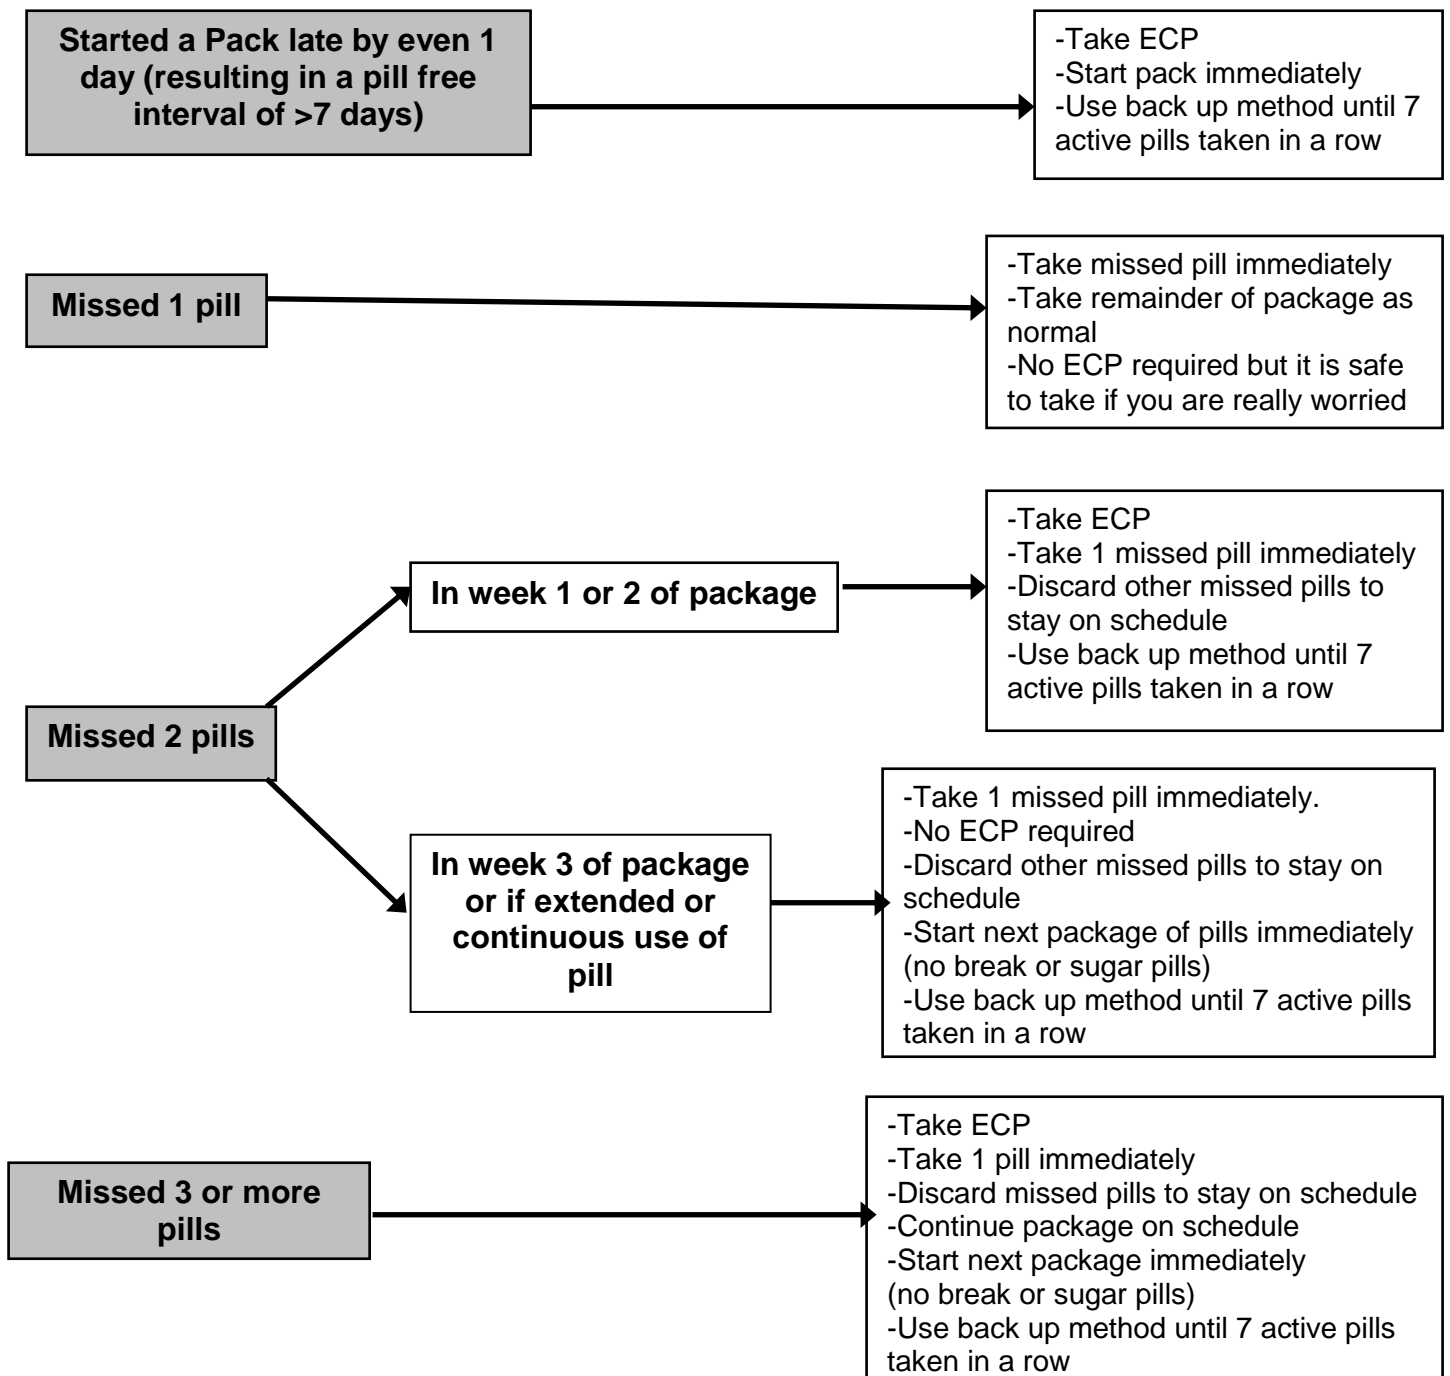 Started a Pack late by even 1
day (resulting in a pill free
interval of >7 days)
-Take ECP
-Start pack immediately
-Use back up method until 7
active pills taken in a row
Missed 1 pill
-Take missed pill immediately
-Take remainder of package as
normal
-No ECP required but it is safe
to take if you are really worried
Missed 2 pills
In week 1 or 2 of package
-Take ECP
-Take 1 missed pill immediately
-Discard other missed pills to
stay on schedule
-Use back up method until 7
active pills taken in a row
In week 3 of package
or if extended or
continuous use of
pill
-Take 1 missed pill immediately.
-No ECP required
-Discard other missed pills to stay on
schedule
-Start next package of pills immediately
(no break or sugar pills)
-Use back up method until 7 active pills
taken in a row
Missed 3 or more
pills
-Take ECP
-Take 1 pill immediately
-Discard missed pills to stay on schedule
-Continue package on schedule
-Start next package immediately
(no break or sugar pills)
-Use back up method until 7 active pills
taken in a row